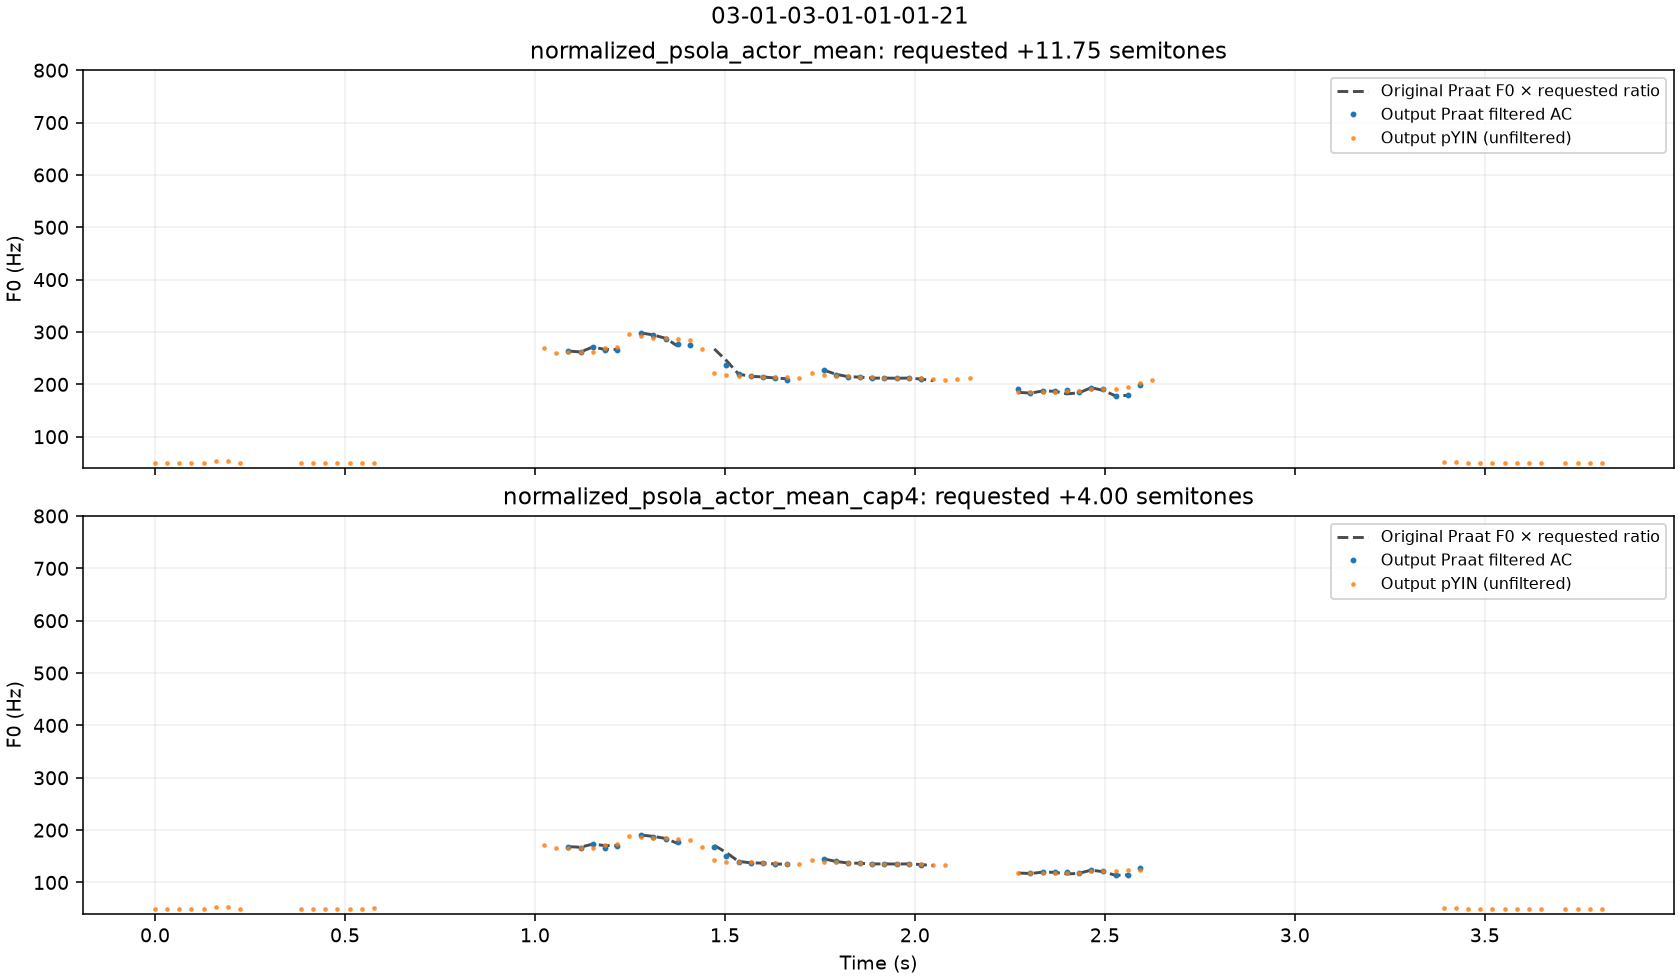 03-01-03-01-01-01-21
normalized_psola_actor_mean: requested +11.75 semitones
800
700
600
500
400
300
200
100
F0 (Hz)
Original Praat F0 × requested ratio
Output Praat filtered AC
Output pYIN (unfiltered)
normalized_psola_actor_mean_cap4: requested +4.00 semitones
800
700
600
500
400
300
200
100
F0 (Hz)
Original Praat F0 × requested ratio
Output Praat filtered AC
Output pYIN (unfiltered)
0.0 0.5 1.0 1.5 2.0 2.5 3.0 3.5
Time (s)